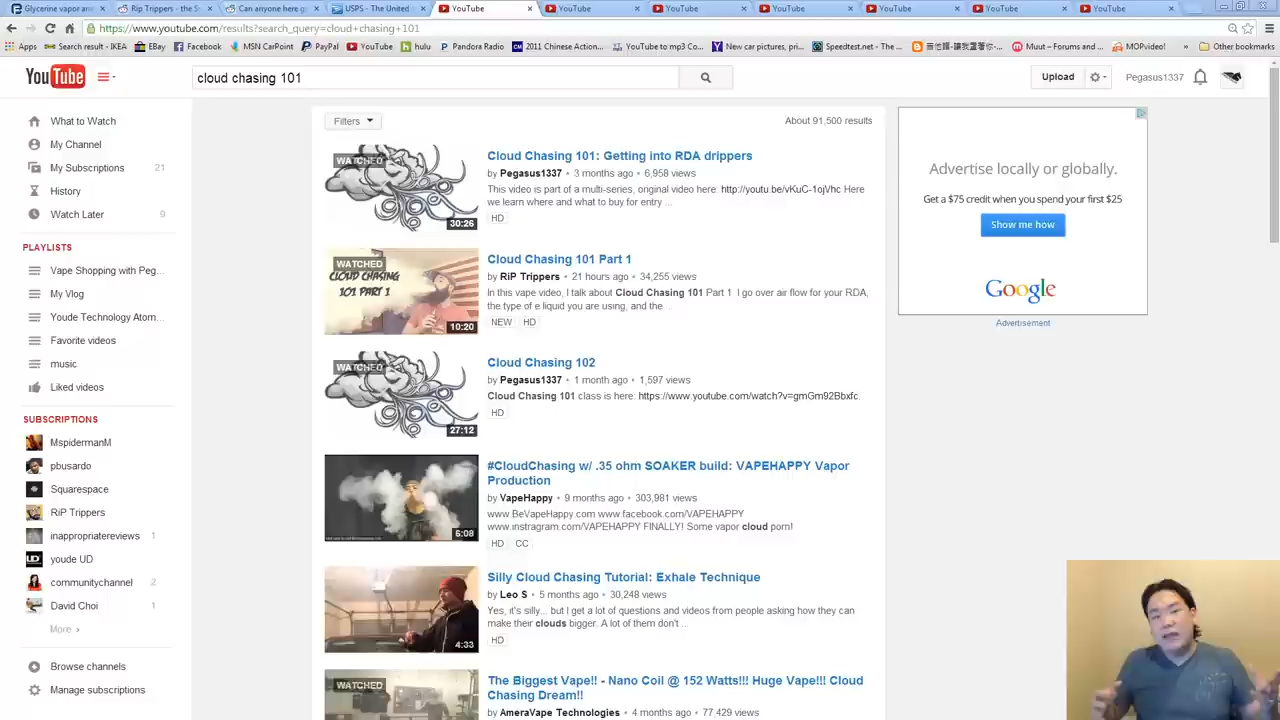 Glycerine vapor and
Rip Trippers - the S
Can anyone here go
USPS - The United
YouTube
YouTube
YouTube
YouTube
YouTube
YouTube
YouTube
https://www.youtube.com/results?search_query=cloud+chasing+101
Apps
Search result - IKEA
EBay
Facebook
MSN CarPoint
PayPal
YouTube
hulu
Pandora Radio
2011 Chinese Action...
YouTube to mp3 Co...
New car pictures, pri...
Speedtest.net - The ...
Muut – Forums and ...
MOPvideo!
»
Other bookmarks
YouTube
cloud chasing 101
Upload
Pegasus1337
What to Watch
My Channel
My Subscriptions 21
History
Watch Later 9
PLAYLISTS
Vape Shopping with Peg...
My Vlog
Youde Technology Atom...
Favorite videos
music
Liked videos
SUBSCRIPTIONS
MspidermanM
pbusardo
Squarespace
RiP Trippers
inappropriatereviews 1
youde UD
communitychannel 2
David Choi 1
More ›
Browse channels
Manage subscriptions
Filters
About 91,500 results
WATCHED
30:26
Cloud Chasing 101: Getting into RDA drippers
by Pegasus1337 • 3 months ago • 6,958 views
This video is part of a multi-series, original video here http://youtu.be/vKuC-1ojVhc Here
we learn where and what to buy for entry ...
HD
WATCHED
CLOUD CHASING
101 PART 1
10:20
Cloud Chasing 101 Part 1
by RiP Trippers • 21 hours ago • 34,255 views
In this vape video, I talk about Cloud Chasing 101 Part 1 I go over air flow for your RDA,
the type of e liquid you are using, and the ...
NEW HD
WATCHED
27:12
Cloud Chasing 102
by Pegasus1337 • 1 month ago • 1,597 views
Cloud Chasing 101 class is here: https://www.youtube.com/watch?v=gmGm92Bbxfc.
HD
6:08
#CloudChasing w/ .35 ohm SOAKER build: VAPEHAPPY Vapor
Production
by VapeHappy • 9 months ago • 303,981 views
www.BeVapeHappy.com www.facebook.com/VAPEHAPPY
www.instragram.com/VAPEHAPPY FINALLY! Some vapor cloud porn!
HD CC
4:33
Silly Cloud Chasing Tutorial: Exhale Technique
by Leo S • 5 months ago • 30,248 views
Yes, it's silly... but I get a lot of questions and videos from people asking how they can
make their clouds bigger. A lot of them don't ...
HD
WATCHED
The Biggest Vape!! - Nano Coil @ 152 Watts!!! Huge Vape!!! Cloud
Chasing Dream!!
by AmeraVape Technologies • 4 months ago • 77,429 views
Advertise locally or globally.
Get a $75 credit when you spend your first $25
Show me how
Google
Advertisement